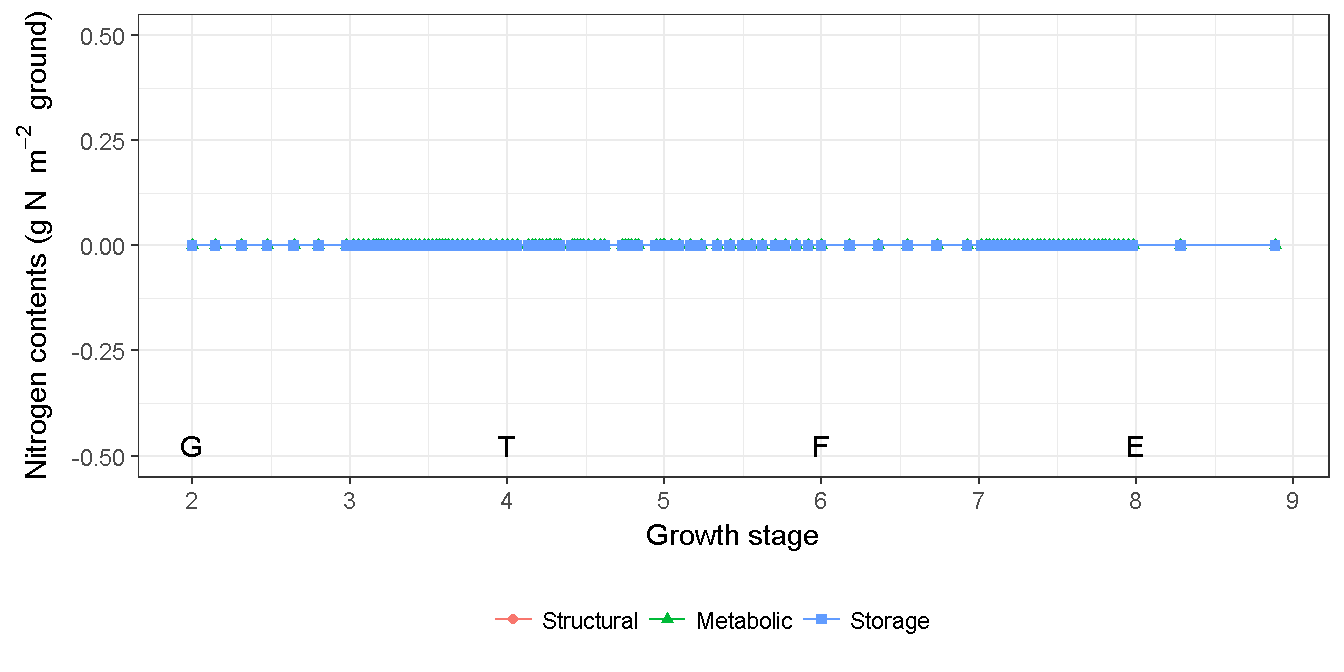 Nitrogen contents (g N m⁻² ground)
0.50
0.25
0.00
-0.25
-0.50
G T F E
2 3 4 5 6 7 8 9
Growth stage
Structural Metabolic Storage